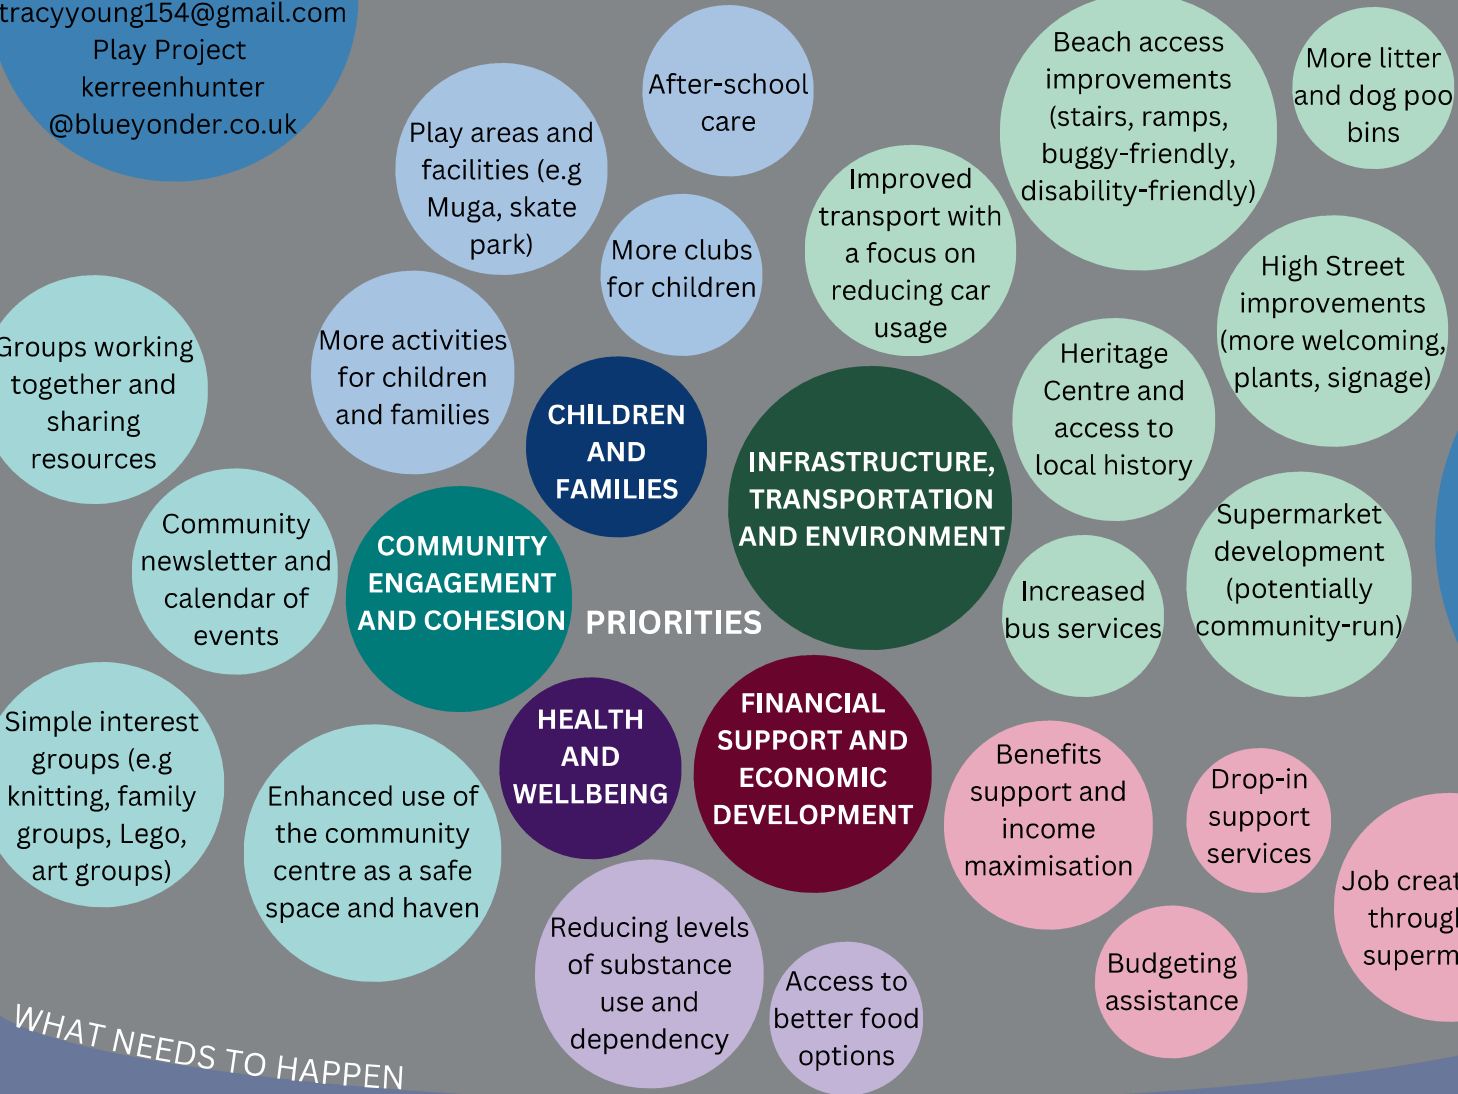 tracyyoung154@gmail.com
Play Project
kerreenhunter
@blueyonder.co.uk
After-school
care
Play areas and
facilities (e.g
Muga, skate
park)
More clubs
for children
More activities
for children
and families
CHILDREN
AND
FAMILIES
Beach access
improvements
(stairs, ramps,
buggy-friendly,
disability-friendly)
More litter
and dog poo
bins
Improved
transport with
a focus on
reducing car
usage
High Street
improvements
(more welcoming,
plants, signage)
Heritage
Centre and
access to
local history
INFRASTRUCTURE,
TRANSPORTATION
AND ENVIRONMENT
Supermarket
development
(potentially
community-run)
Increased
bus services
Groups working
together and
sharing
resources
Community
newsletter and
calendar of
events
COMMUNITY
ENGAGEMENT
AND COHESION
PRIORITIES
Simple interest
groups (e.g
knitting, family
groups, Lego,
art groups)
Enhanced use of
the community
centre as a safe
space and haven
HEALTH
AND
WELLBEING
Reducing levels
of substance
use and
dependency
Access to
better food
options
FINANCIAL
SUPPORT AND
ECONOMIC
DEVELOPMENT
Benefits
support and
income
maximisation
Drop-in
support
services
Budgeting
assistance
Job
WHAT NEEDS TO HAPPEN